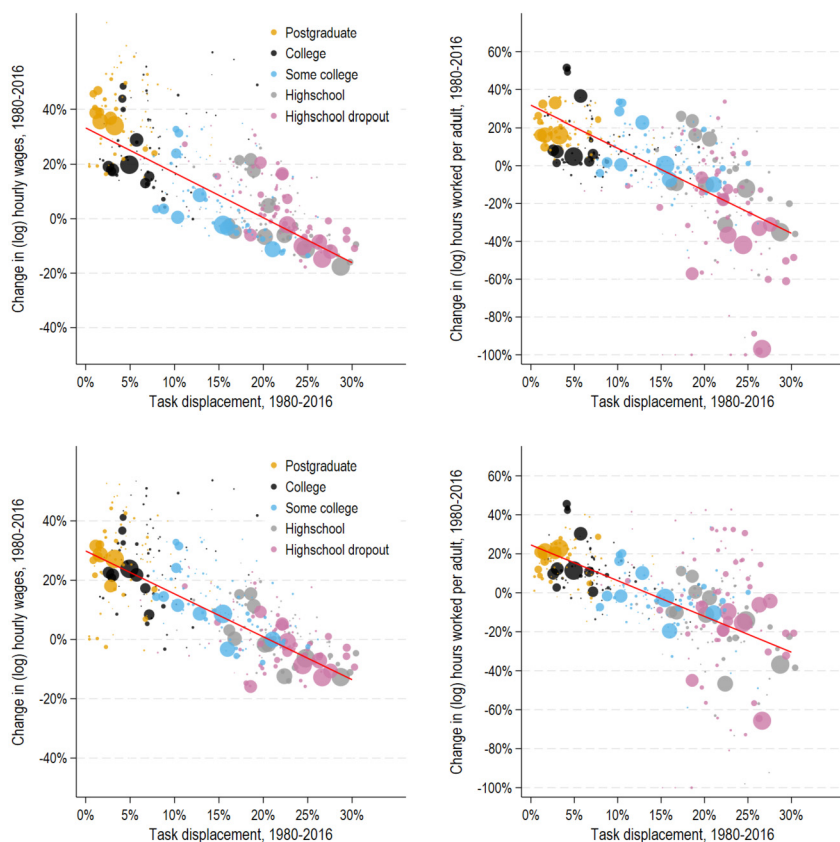 Change in (log) hourly wages, 1980-2016
40%
20%
0%
-20%
-40%
Postgraduate
College
Some college
Highschool
Highschool dropout
0% 5% 10% 15% 20% 25% 30%
Task displacement, 1980-2016
Change in (log) hours worked per adult, 1980-2016
60%
40%
20%
0%
-20%
-40%
-60%
-80%
-100%
0% 5% 10% 15% 20% 25% 30%
Task displacement, 1980-2016
Change in (log) hourly wages, 1980-2016
40%
20%
0%
-20%
-40%
Postgraduate
College
Some college
Highschool
Highschool dropout
0% 5% 10% 15% 20% 25% 30%
Task displacement, 1980-2016
Change in (log) hours worked per adult, 1980-2016
60%
40%
20%
0%
-20%
-40%
-60%
-80%
-100%
0% 5% 10% 15% 20% 25% 30%
Task displacement, 1980-2016